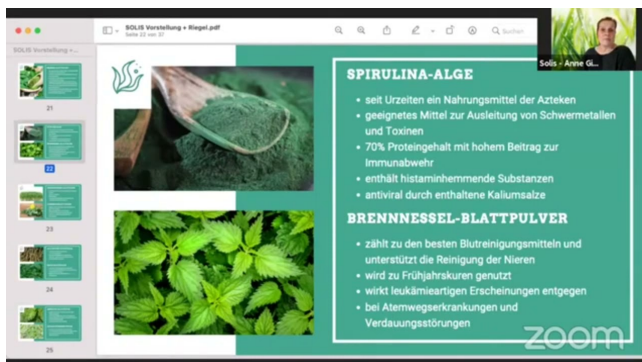 SOLIS Vorstellung + Riegel.pdf
Seite 22 von 37
Suchen
SOLIS Vorstellung +...
21
22
23
24
25
Solis - Anne Gi...
SPIRULINA-ALGE
• seit Urzeiten ein Nahrungsmittel der Azteken
• geeignetes Mittel zur Ausleitung von Schwermetallen
und Toxinen
• 70% Proteingehalt mit hohem Beitrag zur
Immunabwehr
• enthält histaminhemmende Substanzen
• antiviral durch enthaltene Kaliumsalze
BRENNNESSEL-BLATTPULVER
• zählt zu den besten Blutreinigungsmitteln und
unterstützt die Reinigung der Nieren
• wird zu Frühjahrskuren genutzt
• wirkt leukämieartigen Erscheinungen entgegen
• bei Atemwegserkrankungen und
Verdauungsstörungen
zoom